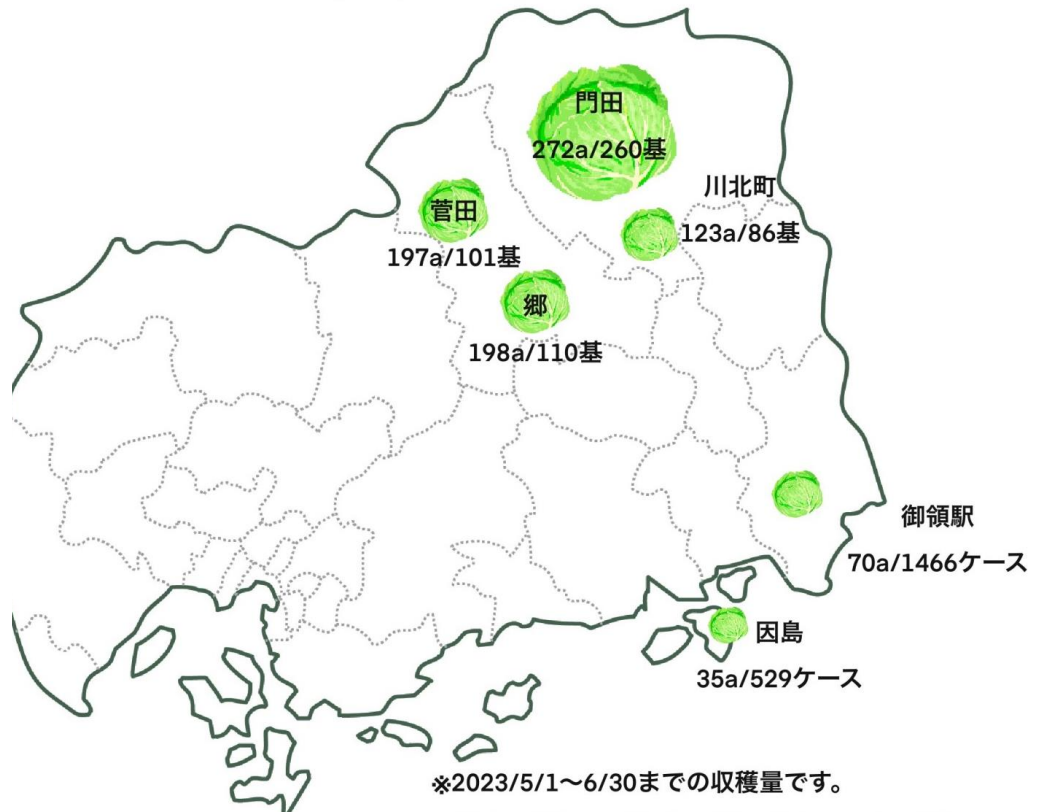 門田
272a/260基
川北町
123a/86基
菅田
197a/101基
郷
198a/110基
御領駅
70a/1466ケース
因島
35a/529ケース
※2023/5/1〜6/30までの収穫量です。